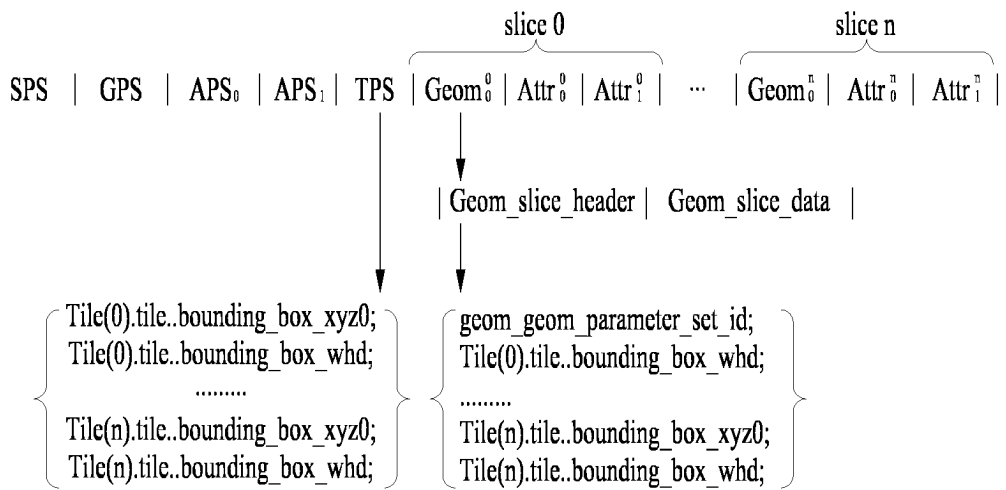 slice 0 slice n
SPS | GPS | APS₀ | APS₁ | TPS | Geom⁰₀ | Attr⁰₀ | Attr⁰₁ | ... | Geomⁿ₀ | Attrⁿ₀ | Attrⁿ₁ |
| Geom_slice_header | Geom_slice_data |
Tile(0).tile..bounding_box_xyz0;
Tile(0).tile..bounding_box_whd;
.........
Tile(n).tile..bounding_box_xyz0;
Tile(n).tile..bounding_box_whd;
geom_geom_parameter_set_id;
Tile(0).tile..bounding_box_whd;
.........
Tile(n).tile..bounding_box_xyz0;
Tile(n).tile..bounding_box_whd;